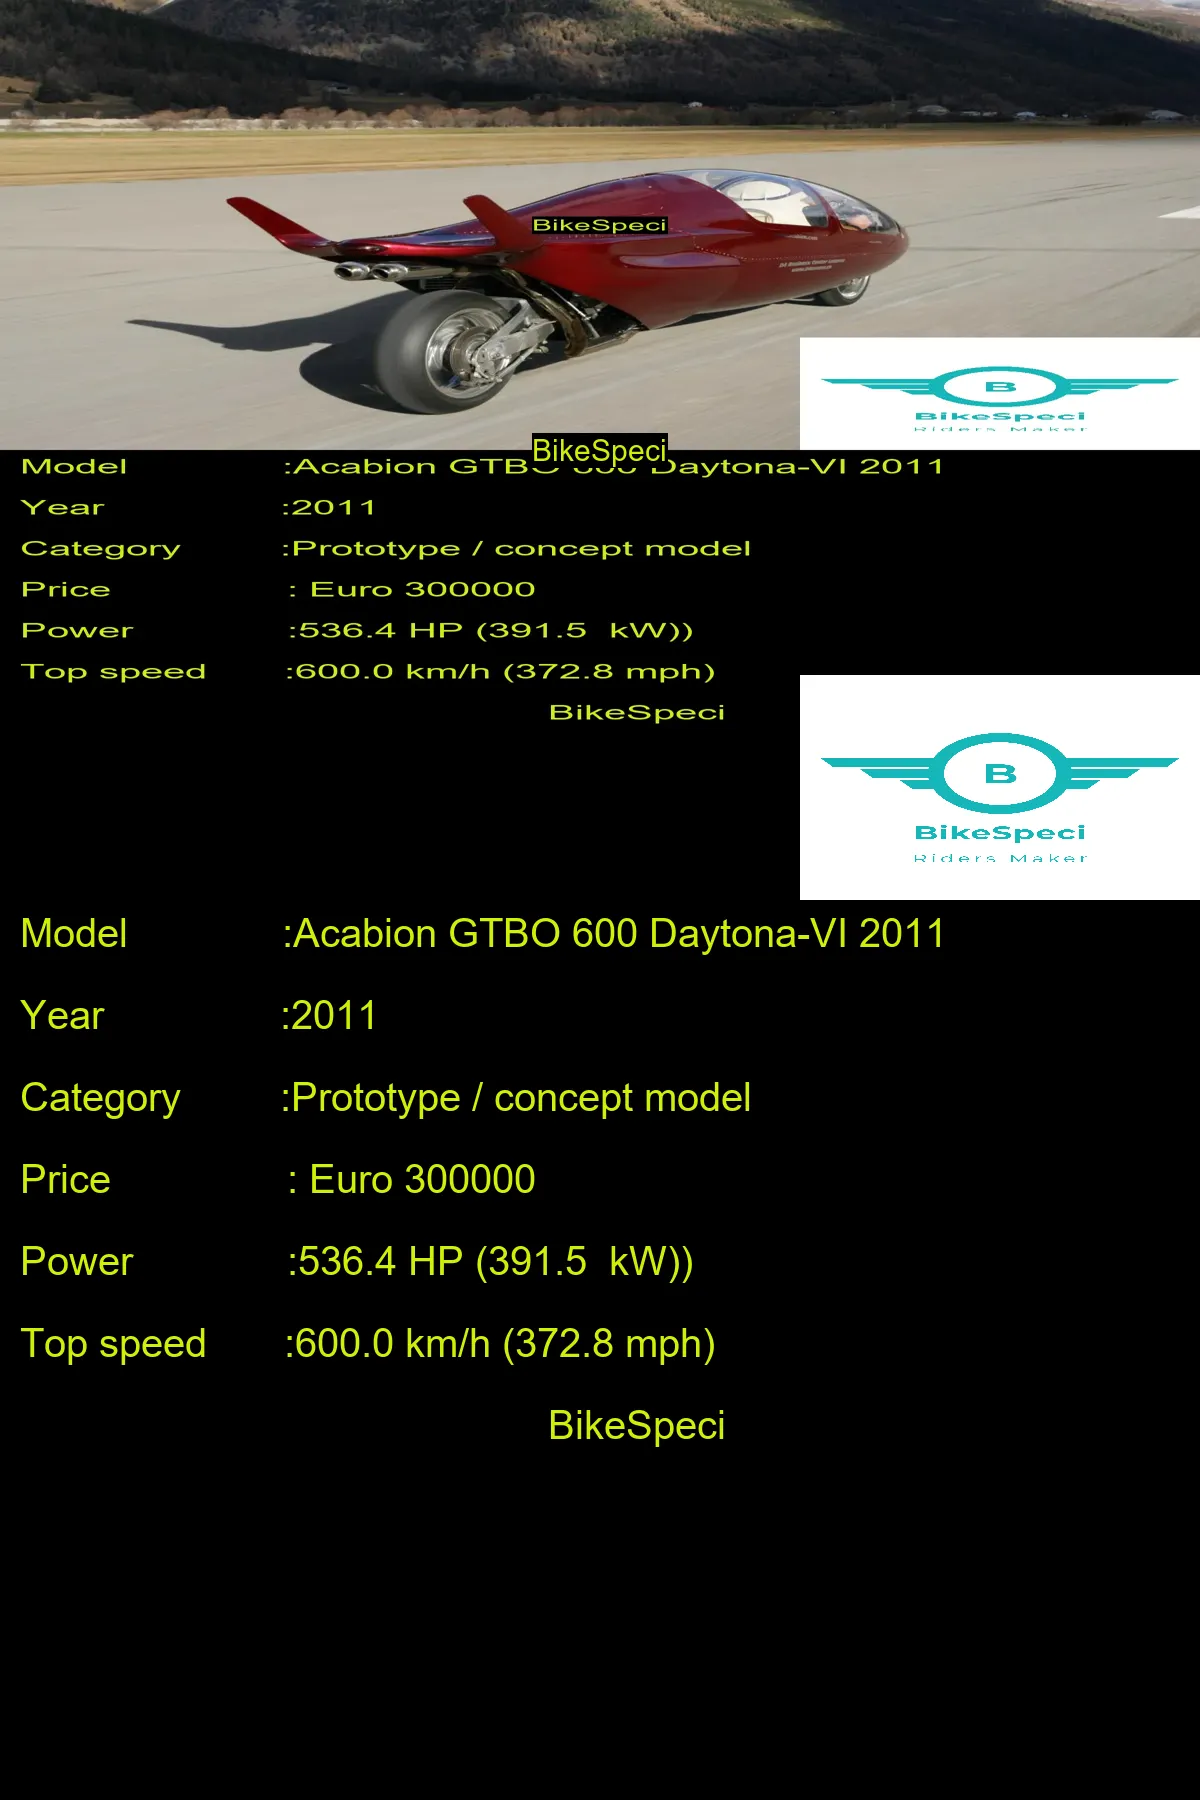 BikeSpeci
B
BikeSpeci
Riders Maker
BikeSpeci
Model :Acabion GTBO 600 Daytona-VI 2011
Year :2011
Category :Prototype / concept model
Price : Euro 300000
Power :536.4 HP (391.5 kW))
Top speed :600.0 km/h (372.8 mph)
BikeSpeci
B
BikeSpeci
Riders Maker
Model :Acabion GTBO 600 Daytona-VI 2011
Year :2011
Category :Prototype / concept model
Price : Euro 300000
Power :536.4 HP (391.5 kW))
Top speed :600.0 km/h (372.8 mph)
BikeSpeci